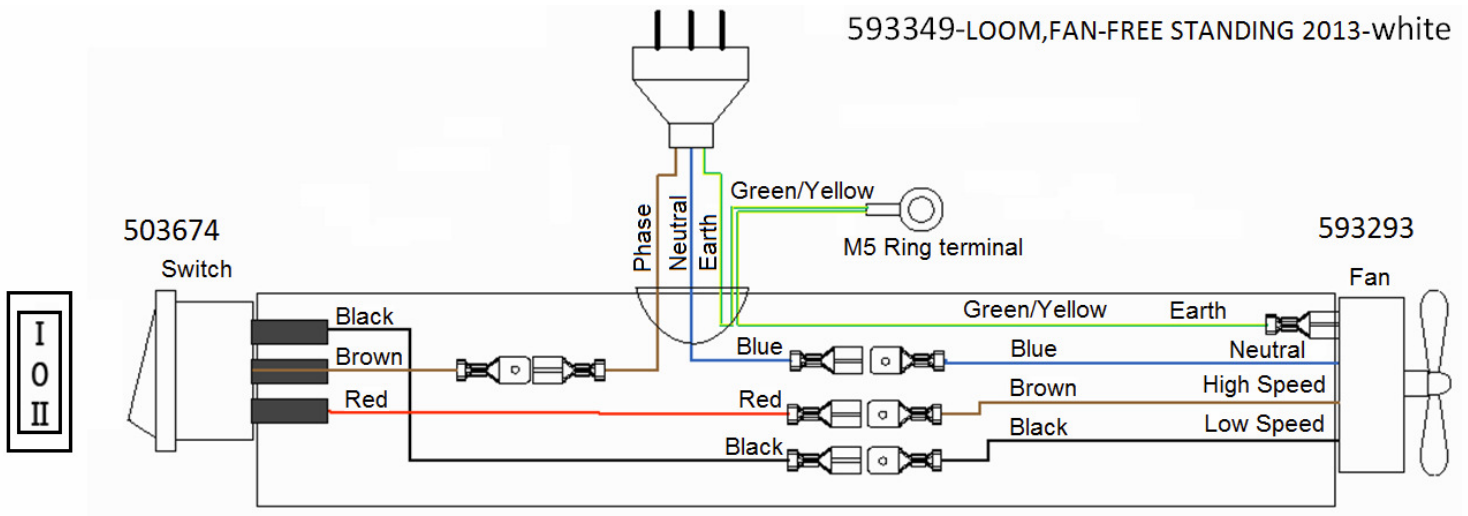 593349-LOOM,FAN-FREE STANDING 2013-white
Green/Yellow
Phase
Neutral
Earth
M5 Ring terminal
503674
Switch
593293
Fan
I
0
II
Black
Green/Yellow
Earth
Brown
Blue
Blue
Neutral
Red
Red
Brown
High Speed
Black
Black
Low Speed